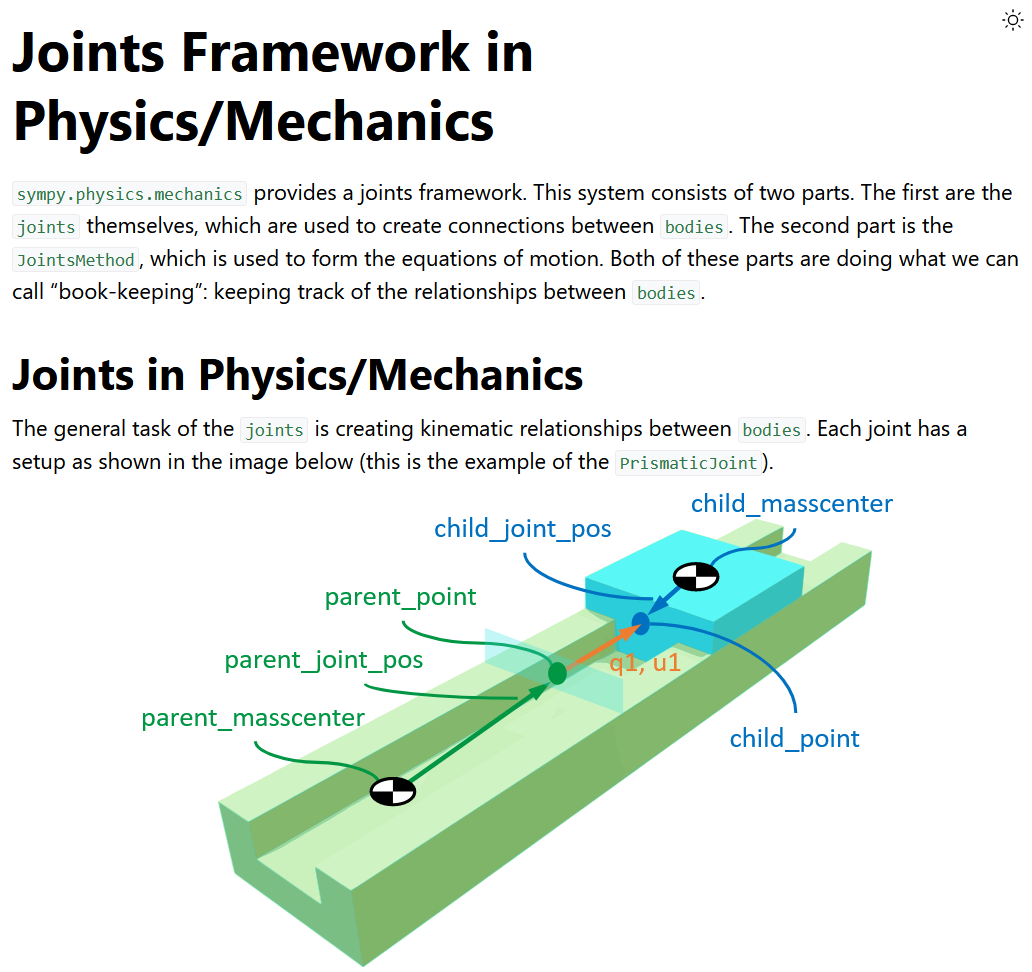 Joints Framework in
Physics/Mechanics
sympy.physics.mechanics provides a joints framework. This system consists of two parts. The first are the
joints themselves, which are used to create connections between bodies. The second part is the
JointsMethod, which is used to form the equations of motion. Both of these parts are doing what we can
call “book-keeping”: keeping track of the relationships between bodies.
Joints in Physics/Mechanics
The general task of the joints is creating kinematic relationships between bodies. Each joint has a
setup as shown in the image below (this is the example of the PrismaticJoint).
child_masscenter
child_joint_pos
parent_point
parent_joint_pos
q1, u1
parent_masscenter
child_point